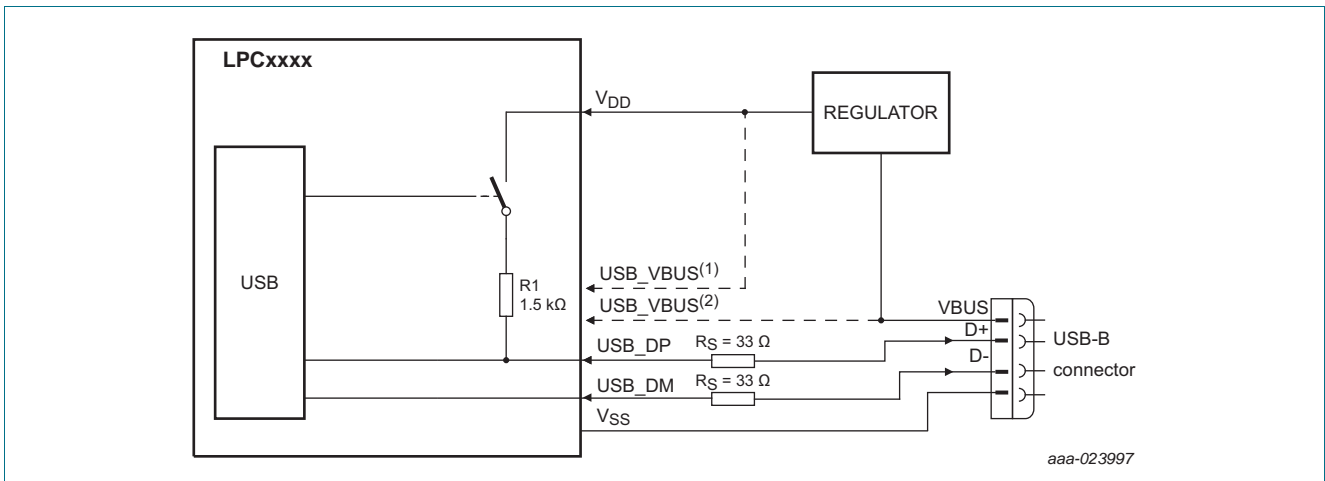 LPCxxxx
VDD
REGULATOR
USB
R1
1.5 kΩ
USB_VBUS(1)
USB_VBUS(2)
VBUS
D+
USB-B
USB_DP
RS = 33 Ω
D-
connector
USB_DM
RS = 33 Ω
VSS
aaa-023997